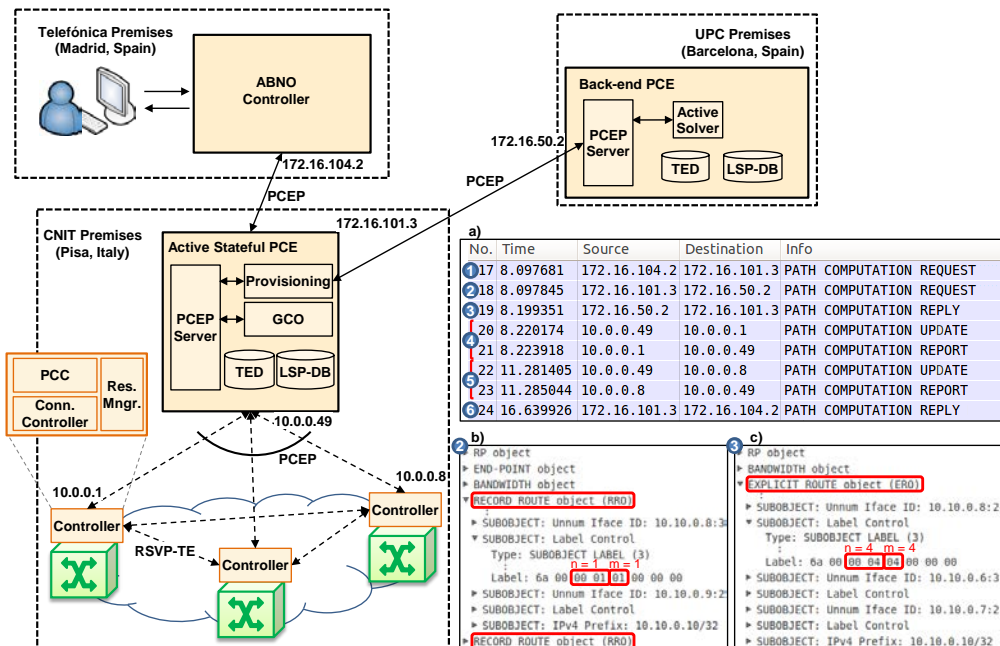 Telefónica Premises
(Madrid, Spain)
ABNO
Controller
172.16.104.2
PCEP
UPC Premises
(Barcelona, Spain)
Back-end PCE
PCEP
Server
Active
Solver
TED
LSP-DB
172.16.50.2
PCEP
172.16.101.3
CNIT Premises
(Pisa, Italy)
Active Stateful PCE
PCEP
Server
Provisioning
GCO
TED
LSP-DB
PCC
Conn.
Controller
Res.
Mngr.
10.0.0.49
PCEP
10.0.0.1
10.0.0.8
Controller
Controller
Controller
RSVP-TE
a)
No. Time Source Destination Info
1 17 8.097681 172.16.104.2 172.16.101.3 PATH COMPUTATION REQUEST
2 18 8.097845 172.16.101.3 172.16.50.2 PATH COMPUTATION REQUEST
3 19 8.199351 172.16.50.2 172.16.101.3 PATH COMPUTATION REPLY
4 20 8.220174 10.0.0.49 10.0.0.1 PATH COMPUTATION UPDATE
21 8.223918 10.0.0.1 10.0.0.49 PATH COMPUTATION REPORT
5 22 11.281405 10.0.0.49 10.0.0.8 PATH COMPUTATION UPDATE
23 11.285044 10.0.0.8 10.0.0.49 PATH COMPUTATION REPORT
6 24 16.639926 172.16.101.3 172.16.104.2 PATH COMPUTATION REPLY
b)
2
RP object
END-POINT object
BANDWIDTH object
RECORD ROUTE object (RRO)
SUBOBJECT: Unnum Iface ID: 10.10.0.8:3
SUBOBJECT: Label Control
Type: SUBOBJECT LABEL (3)
n = 1 m = 1
Label: 6a 00 00 01 01 00 00 00
SUBOBJECT: Unnum Iface ID: 10.10.0.9:2
SUBOBJECT: Label Control
SUBOBJECT: IPv4 Prefix: 10.10.0.10/32
RECORD ROUTE object (RRO)
c)
3
RP object
BANDWIDTH object
EXPLICIT ROUTE object (ERO)
SUBOBJECT: Unnum Iface ID: 10.10.0.8:2
SUBOBJECT: Label Control
Type: SUBOBJECT LABEL (3)
n = 4 m = 4
Label: 6a 00 00 04 04 00 00 00
SUBOBJECT: Unnum Iface ID: 10.10.0.6:3
SUBOBJECT: Label Control
SUBOBJECT: Unnum Iface ID: 10.10.0.7:2
SUBOBJECT: Label Control
SUBOBJECT: IPv4 Prefix: 10.10.0.10/32